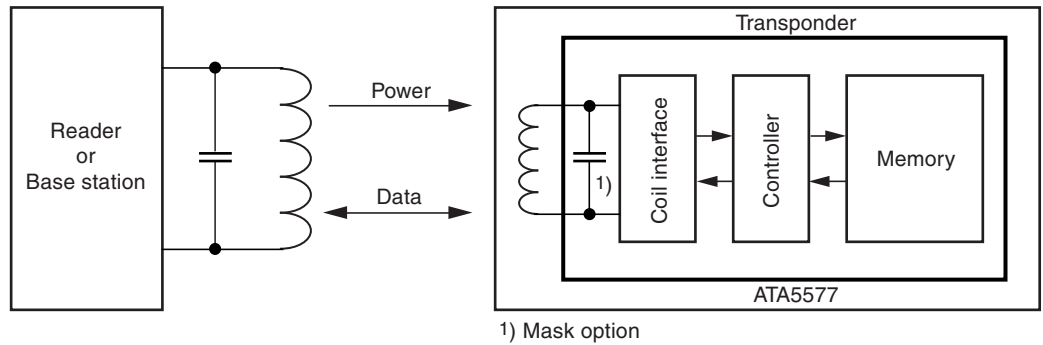 Reader
or
Base station
Power
Data
Transponder
1)
Coil interface
Controller
Memory
ATA5577
1) Mask option